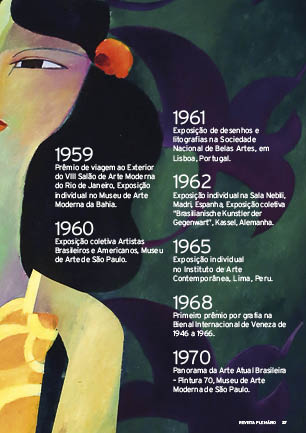 1959
Prêmio de viagem ao Exterior
do VIII Salão de Arte Moderna
do Rio de Janeiro, Exposição
individual no Museu de Arte
Moderna da Bahia.
1960
Exposição coletiva Artistas
Brasileiros e Americanos, Museu
de Arte de São Paulo.
1961
Exposição de desenhos e
litografias na Sociedade
Nacional de Belas Artes, em
Lisboa, Portugal.
1962
Exposição individual na Sala Nebli,
Madri, Espanha, Exposição coletiva
"Brasilianische Kunstler der
Gegenwart", Kassel, Alemanha.
1965
Exposição individual
no Instituto de Arte
Contemporânea, Lima, Peru.
1968
Primeiro prêmio por grafia na
Bienal Internacional de Veneza de
1946 a 1966.
1970
Panorama da Arte Atual Brasileira
- Pintura 70, Museu de Arte
Moderna de São Paulo.
REVISTA PLENÁRIO 37